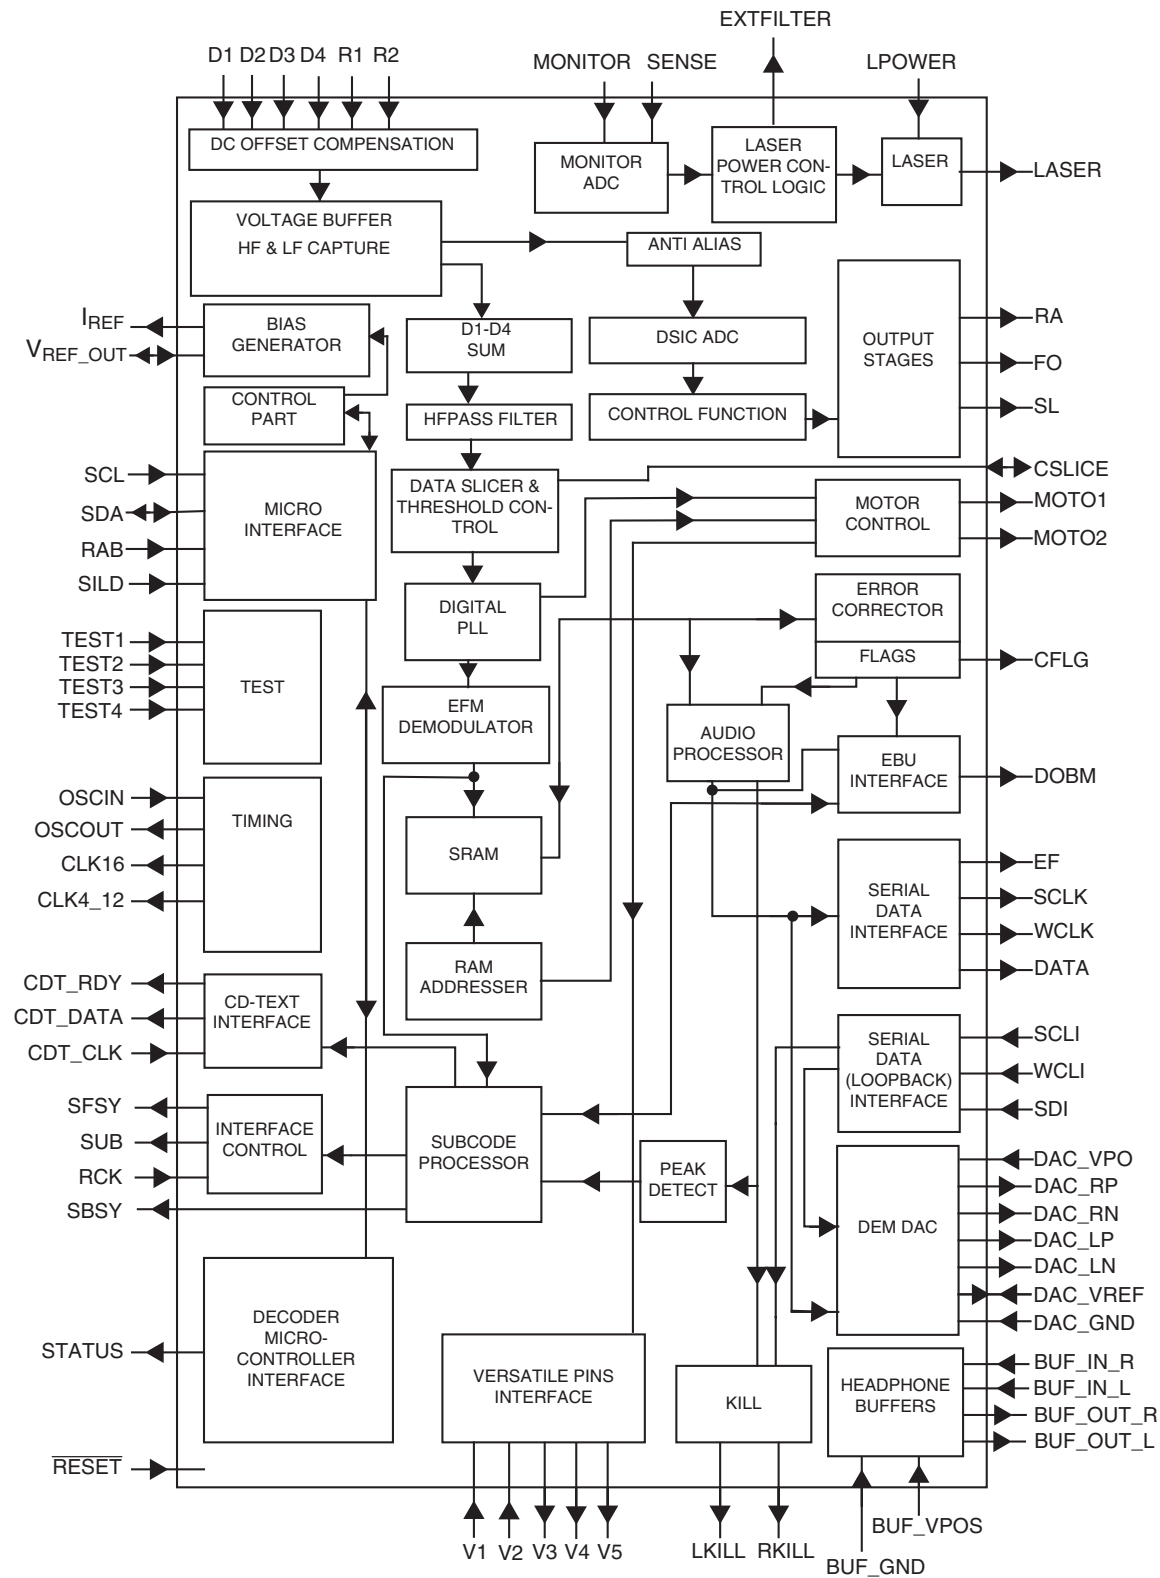 EXTFILTER
D1 D2 D3 D4 R1 R2
MONITOR SENSE
LPOWER
DC OFFSET COMPENSATION
MONITOR
ADC
LASER
POWER CON-
TROL LOGIC
LASER
LASER
VOLTAGE BUFFER
HF & LF CAPTURE
ANTI ALIAS
IREF
VREF_OUT
BIAS
GENERATOR
D1-D4
SUM
DSIC ADC
OUTPUT
STAGES
RA
FO
SL
CONTROL
PART
HFPASS FILTER
CONTROL FUNCTION
SCL
SDA
RAB
SILD
MICRO
INTERFACE
DATA SLICER &
THRESHOLD CON-
TROL
CSLICE
MOTOR
CONTROL
MOTO1
MOTO2
DIGITAL
PLL
ERROR
CORRECTOR
FLAGS
CFLG
TEST1
TEST2
TEST3
TEST4
TEST
EFM
DEMODULATOR
AUDIO
PROCESSOR
EBU
INTERFACE
DOBM
OSCIN
OSCOUT
CLK16
CLK4_12
TIMING
SRAM
SERIAL
DATA
INTERFACE
EF
SCLK
WCLK
DATA
RAM
ADDRESSER
CDT_RDY
CDT_DATA
CDT_CLK
CD-TEXT
INTERFACE
SERIAL
DATA
(LOOPBACK)
INTERFACE
SCLI
WCLI
SDI
SFSY
SUB
RCK
SBSY
INTERFACE
CONTROL
SUBCODE
PROCESSOR
PEAK
DETECT
DEM DAC
DAC_VPO
DAC_RP
DAC_RN
DAC_LP
DAC_LN
DAC_VREF
DAC_GND
DECODER
MICRO-
CONTROLLER
INTERFACE
STATUS
VERSATILE PINS
INTERFACE
KILL
HEADPHONE
BUFFERS
BUF_IN_R
BUF_IN_L
BUF_OUT_R
BUF_OUT_L
RESET
V1 V2 V3 V4 V5
LKILL RKILL
BUF_VPOS
BUF_GND